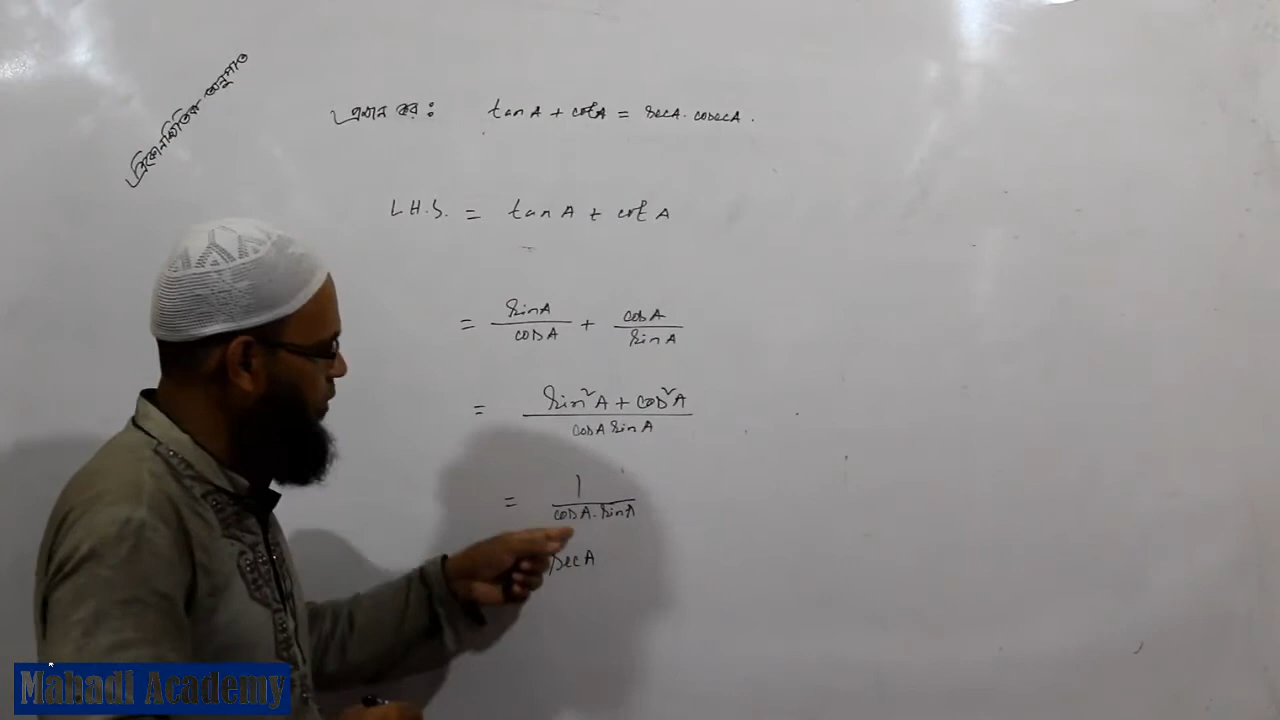 ত্রিকোনমিতির অনুপাত
প্রমান কর: tan A + cot A = sec A. cosec A.
L.H.S. = tan A + cot A
= sin A / cos A + cos A / sin A
= sin²A + cos²A / cos A sin A
= 1 / cos A. sin A
sec A
Mahadi Academy